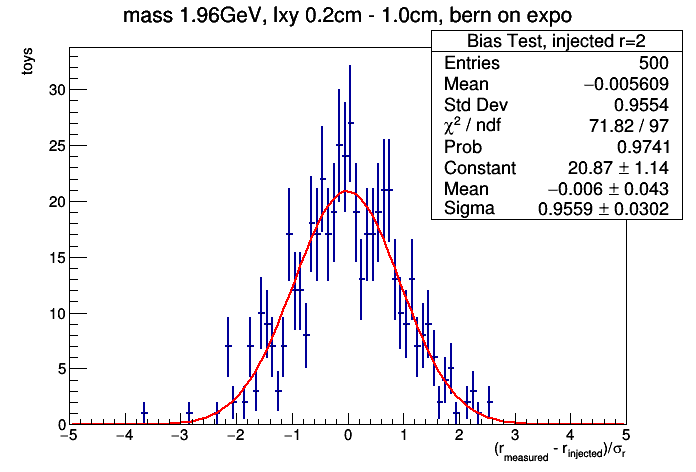 mass 1.96GeV, lxy 0.2cm - 1.0cm, bern on expo
toys
Bias Test, injected r=2
Entries 500
Mean −0.005609
Std Dev 0.9554
χ² / ndf 71.82 / 97
Prob 0.9741
Constant 20.87 ± 1.14
Mean −0.006 ± 0.043
Sigma 0.9559 ± 0.0302
30
25
20
15
10
5
0
−5 −4 −3 −2 −1 0 1 2 3 4 5
(r_measured - r_injected)/σ_r